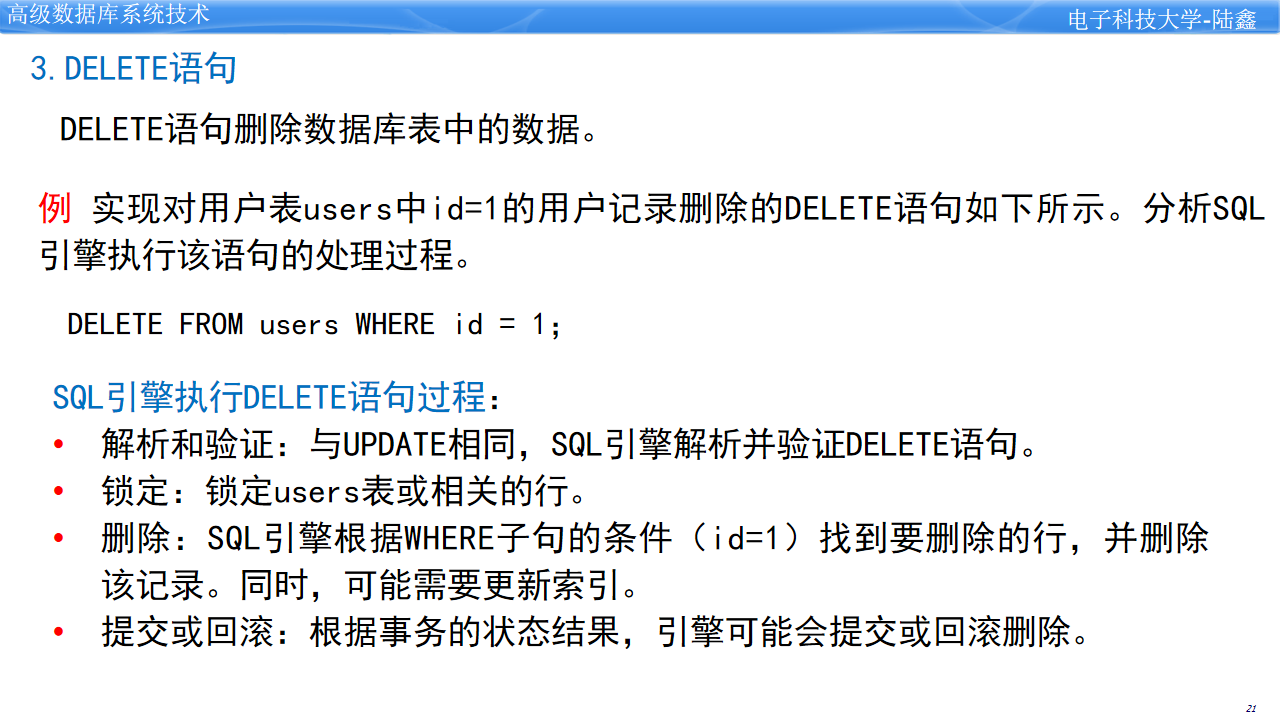 高级数据库系统技术
电子科技大学-陆鑫
3.DELETE语句
DELETE语句删除数据库表中的数据。
例 实现对用户表users中id=1的用户记录删除的DELETE语句如下所示。分析SQL
引擎执行该语句的处理过程。
DELETE FROM users WHERE id = 1;
SQL引擎执行DELETE语句过程：
• 解析和验证：与UPDATE相同，SQL引擎解析并验证DELETE语句。
• 锁定：锁定users表或相关的行。
• 删除：SQL引擎根据WHERE子句的条件（id=1）找到要删除的行，并删除
该记录。同时，可能需要更新索引。
• 提交或回滚：根据事务的状态结果，引擎可能会提交或回滚删除。
21